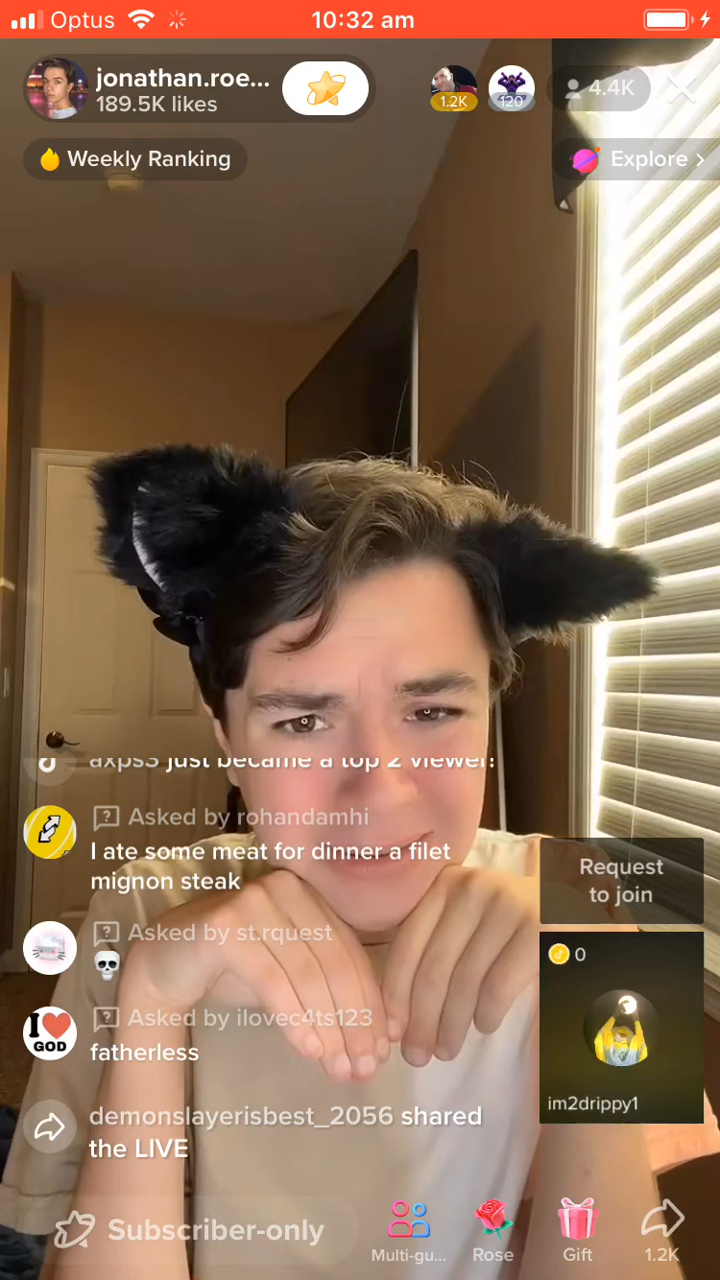 Optus
10:32 am
jonathan.roe...
189.5K likes
1.2K
120
4.4K
Weekly Ranking
Explore >
axps3 just became a top 2 viewer!
Asked by rohandamhi
I ate some meat for dinner a filet
mignon steak
Asked by st.rquest
💀
Asked by ilovec4ts123
fatherless
I ❤ GOD
demonslayerisbest_2056 shared
the LIVE
Request
to join
0
im2drippy1
Subscriber-only
Multi-gu...
Rose
Gift
1.2K